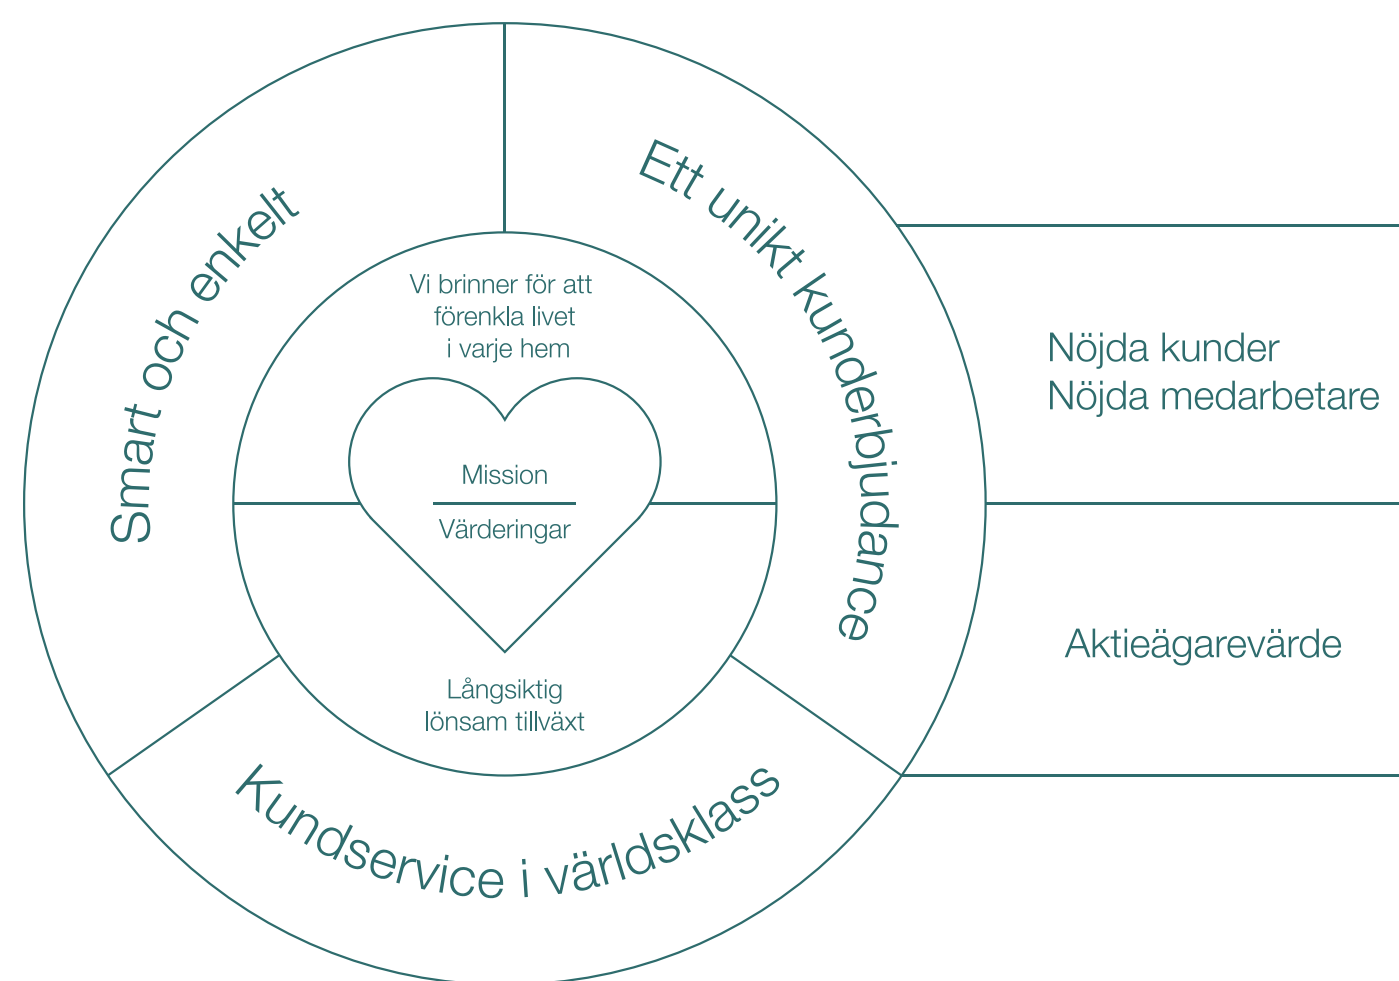 Smart och enkelt
Ett unikt kunderbjudance
Vi brinner för att
förenkla livet
i varje hem
Mission
Värderingar
Långsiktig
lönsam tillväxt
Kundservice i världsklass
Nöjda kunder
Nöjda medarbetare
Aktieägarevärde